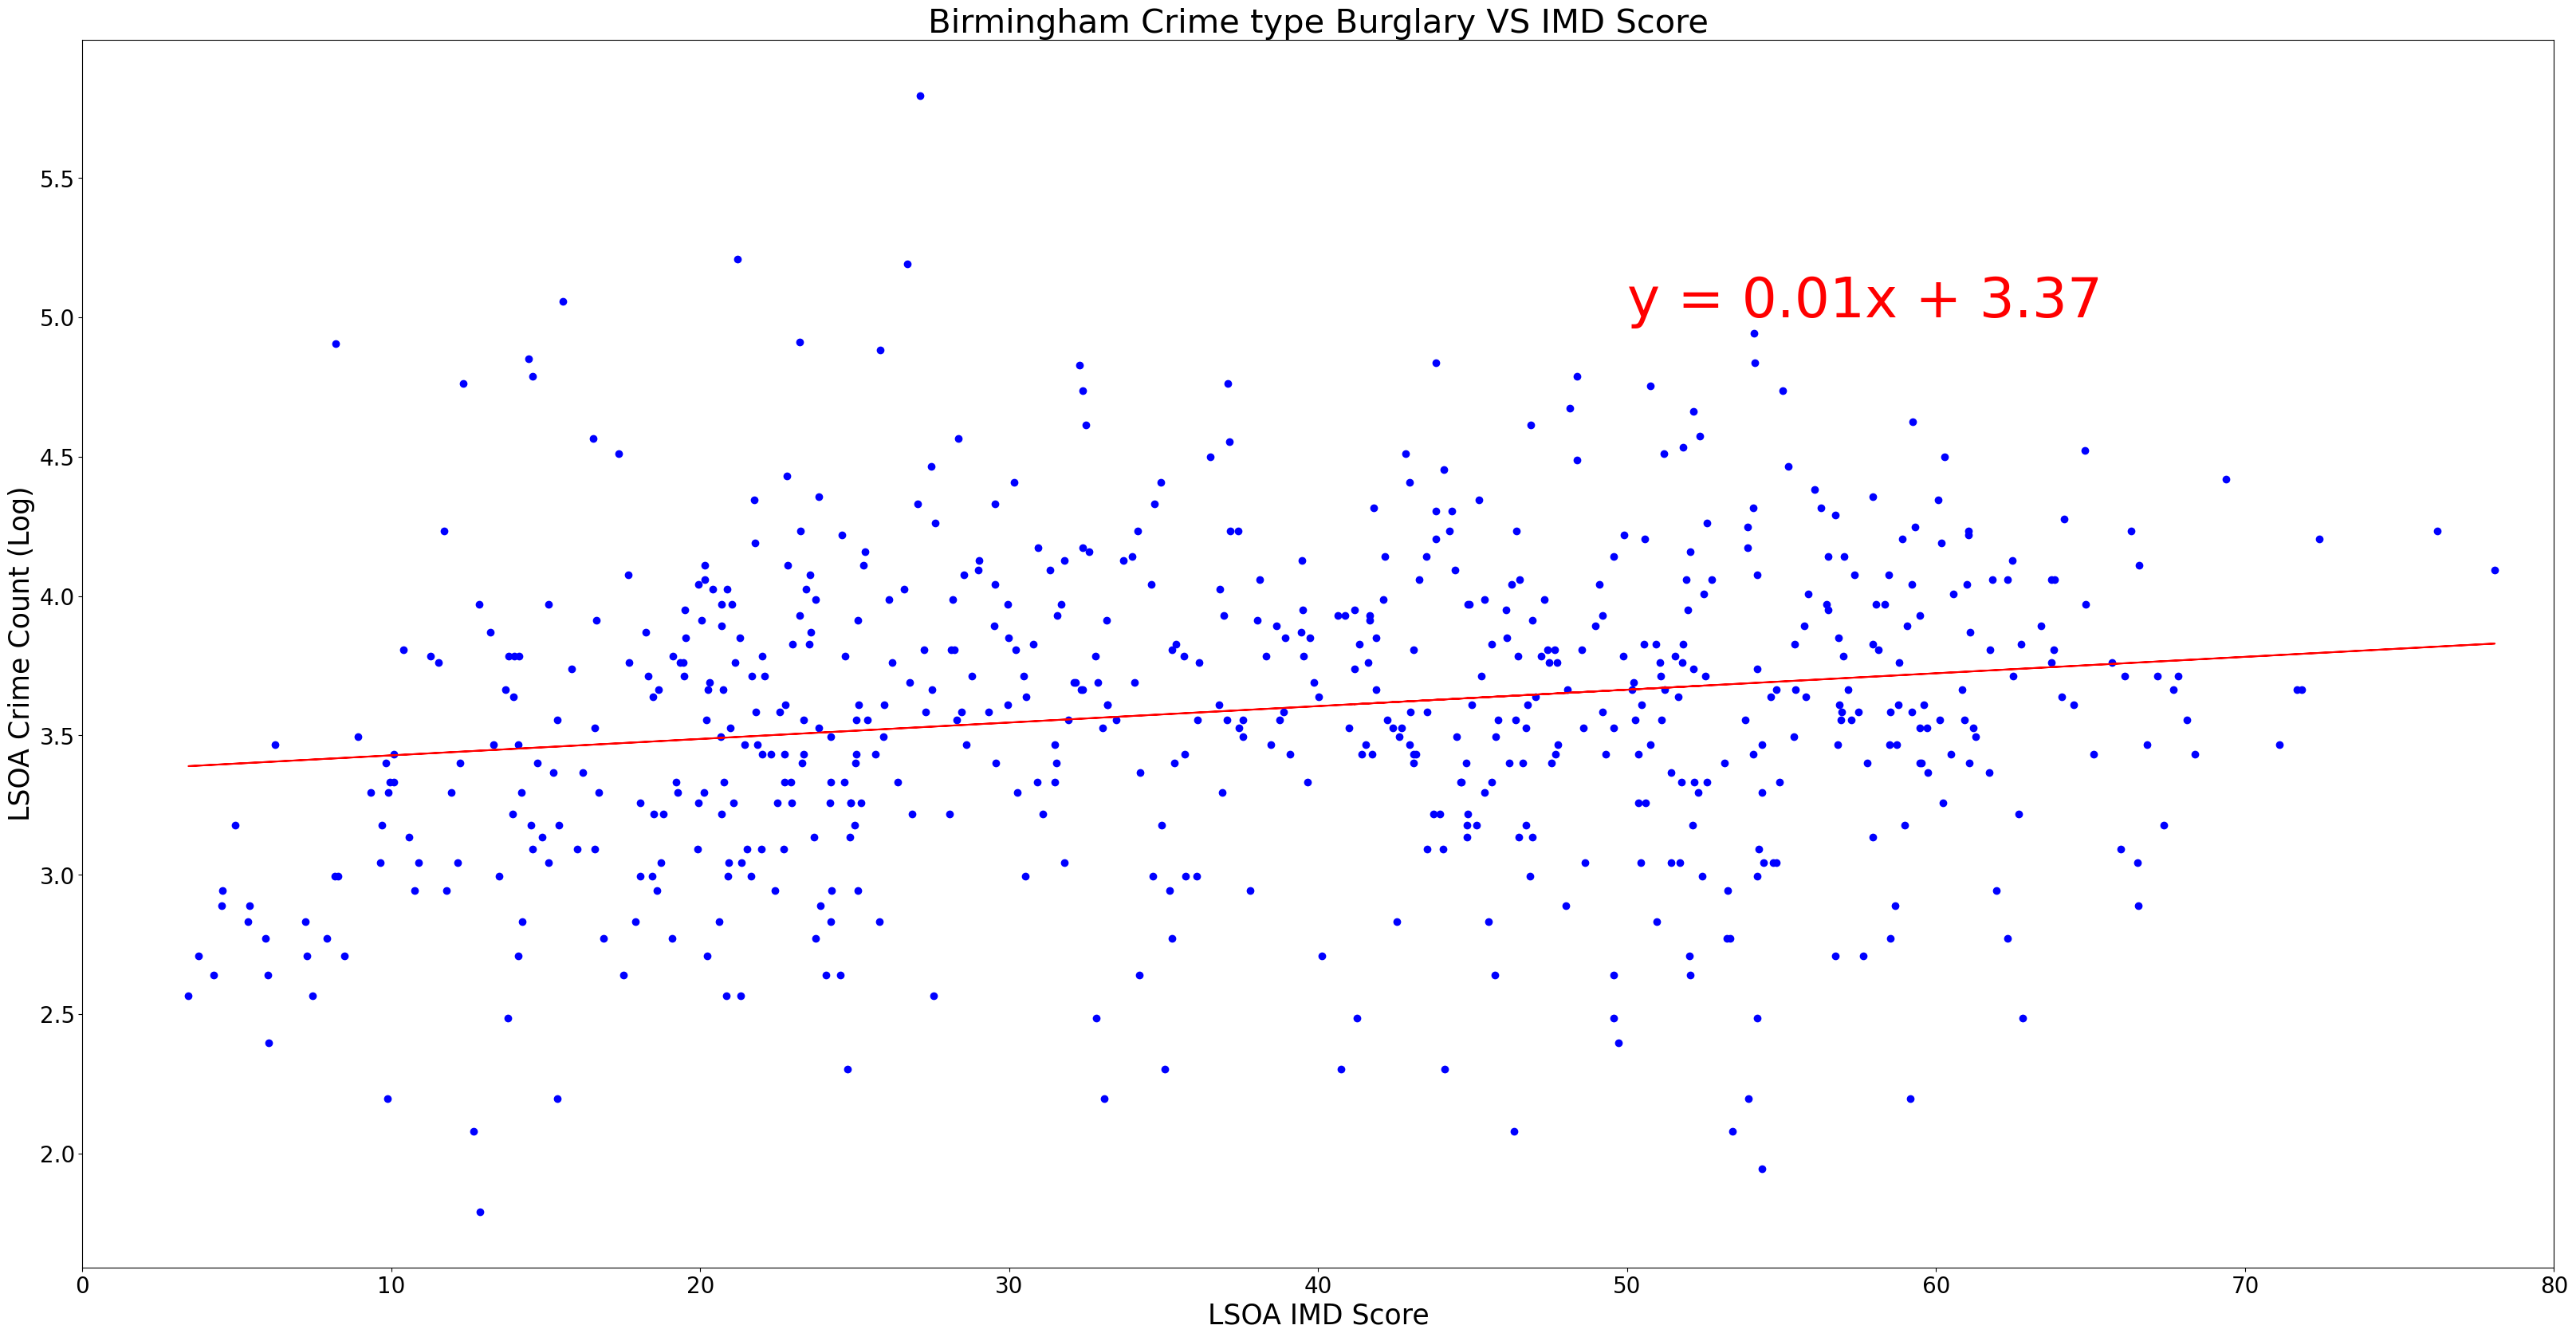 Birmingham Crime type Burglary VS IMD Score
y = 0.01x + 3.37
LSOA Crime Count (Log)
5.5
5.0
4.5
4.0
3.5
3.0
2.5
2.0
0 10 20 30 40 50 60 70 80
LSOA IMD Score